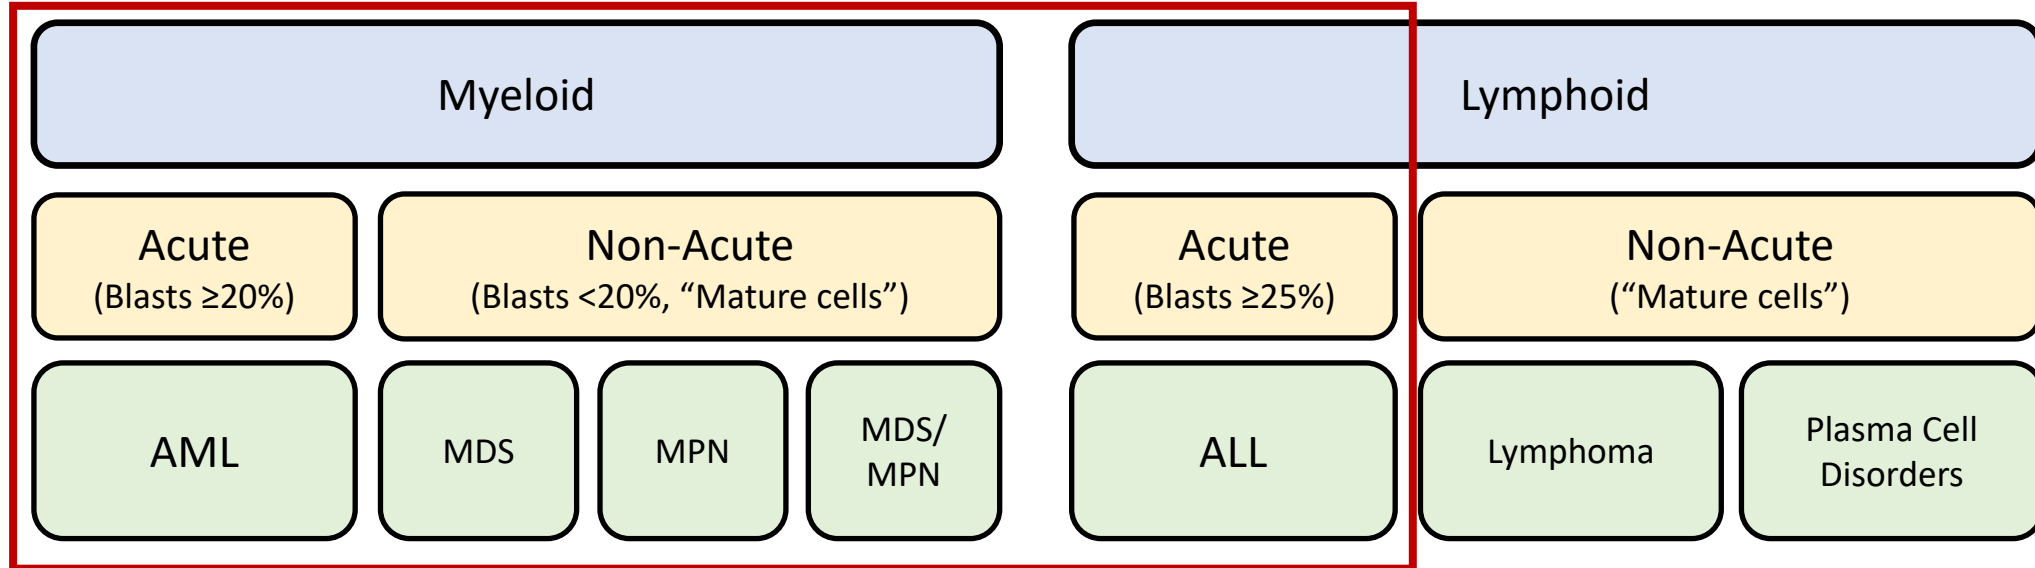 Myeloid
Lymphoid
Acute
(Blasts ≥20%)
Non-Acute
(Blasts <20%, “Mature cells”)
Acute
(Blasts ≥25%)
Non-Acute
(“Mature cells”)
AML
MDS
MPN
MDS/
MPN
ALL
Lymphoma
Plasma Cell
Disorders